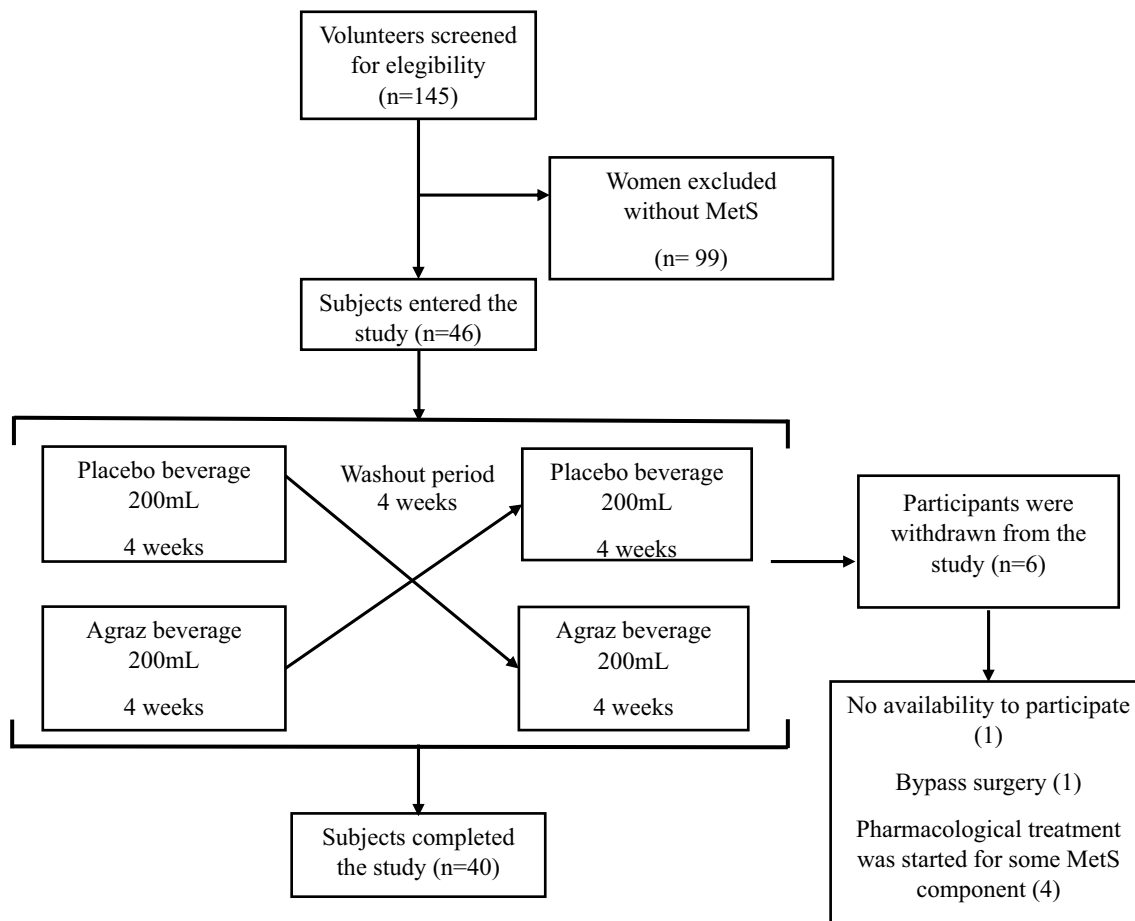 Volunteers screened
for elegibility
(n=145)
Women excluded
without MetS
(n= 99)
Subjects entered the
study (n=46)
Placebo beverage
200mL
4 weeks
Washout period
4 weeks
Placebo beverage
200mL
4 weeks
Agraz beverage
200mL
4 weeks
Agraz beverage
200mL
4 weeks
Participants were
withdrawn from the
study (n=6)
No availability to participate
(1)
Bypass surgery (1)
Pharmacological treatment
was started for some MetS
component (4)
Subjects completed
the study (n=40)